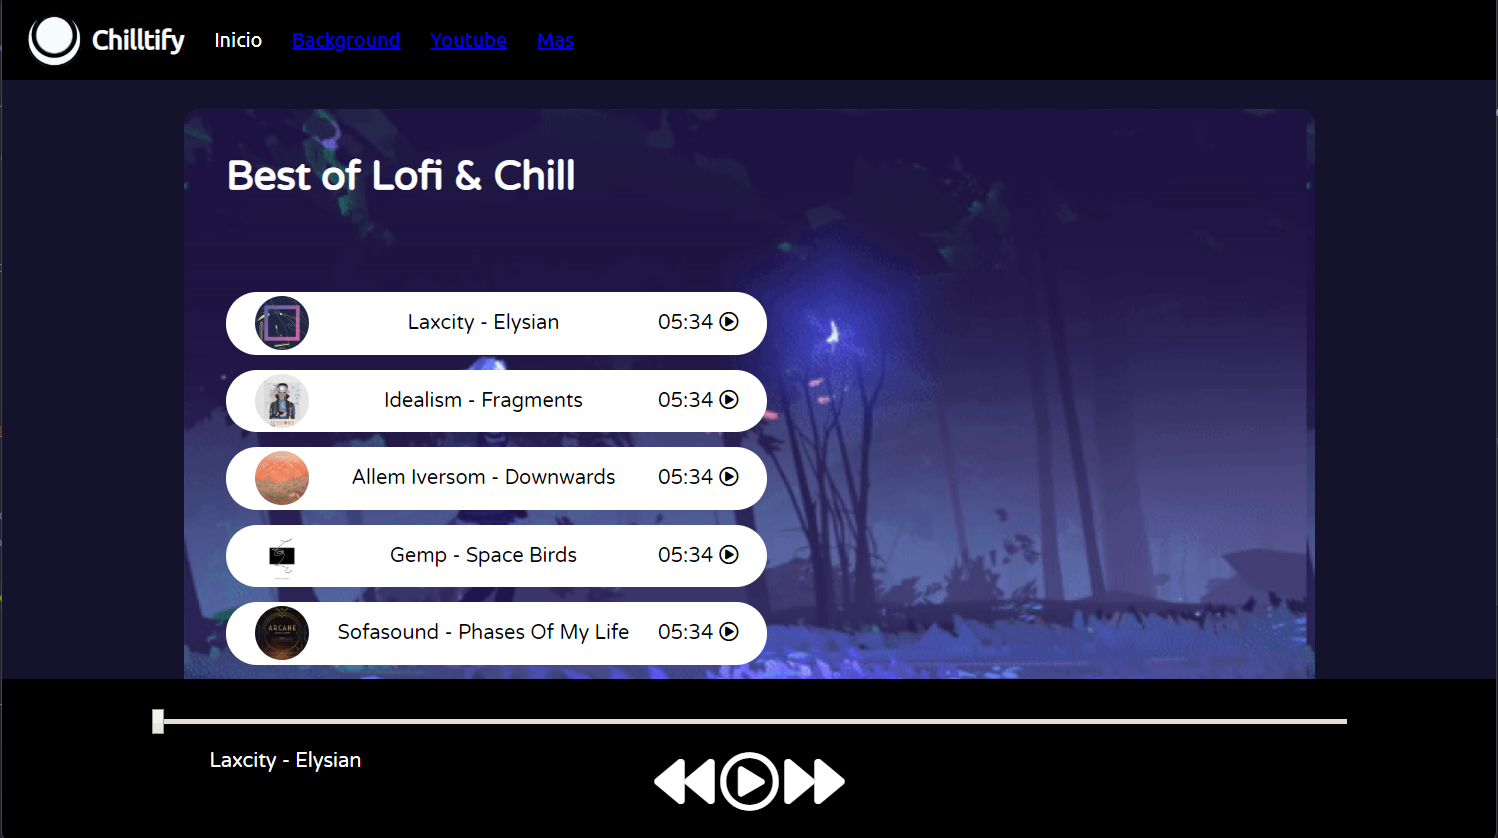 Chilltify Inicio Background Youtube Mas
Best of Lofi & Chill
Laxcity - Elysian 05:34
Idealism - Fragments 05:34
Allem Iversom - Downwards 05:34
Gemp - Space Birds 05:34
ARCANE
Sofasound - Phases Of My Life 05:34
Laxcity - Elysian